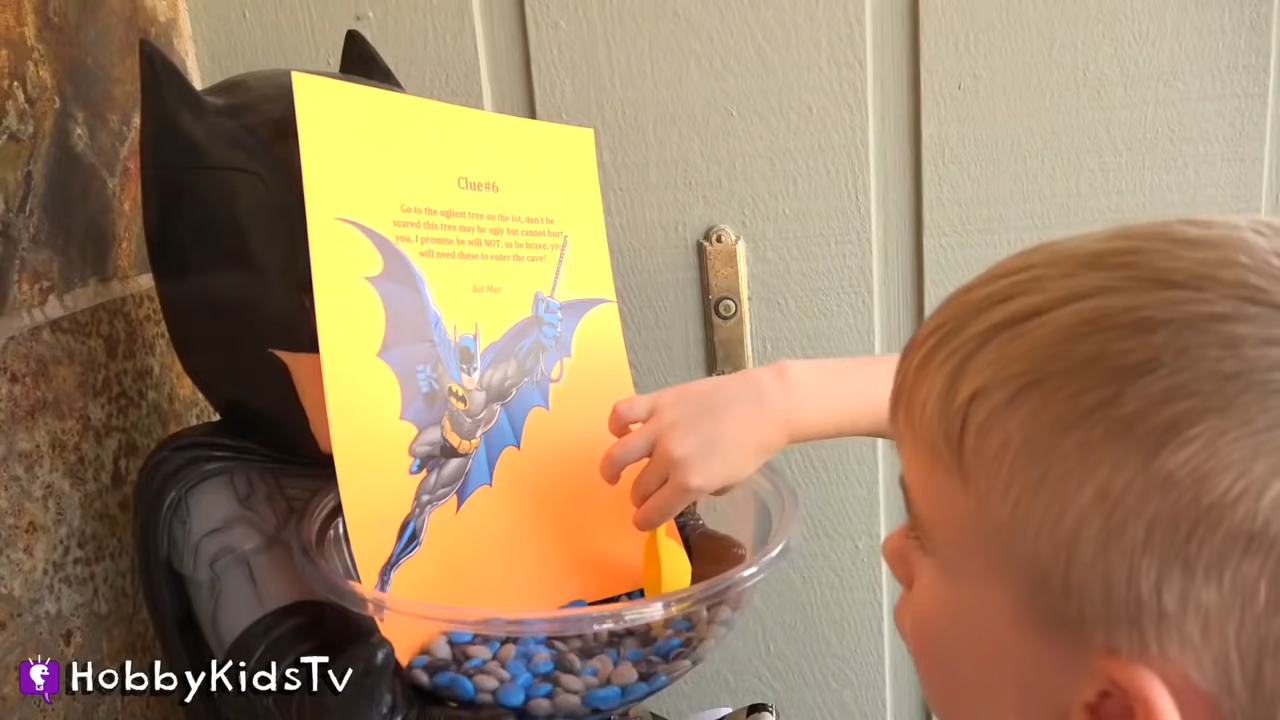 Clue#6
Go to the ugliest tree on the lot, don't be
scared this tree may be ugly but cannot hurt
you, I promise he will NOT, so be brave, you
will need these to enter the cave!
Bat Man
HobbyKidsTv